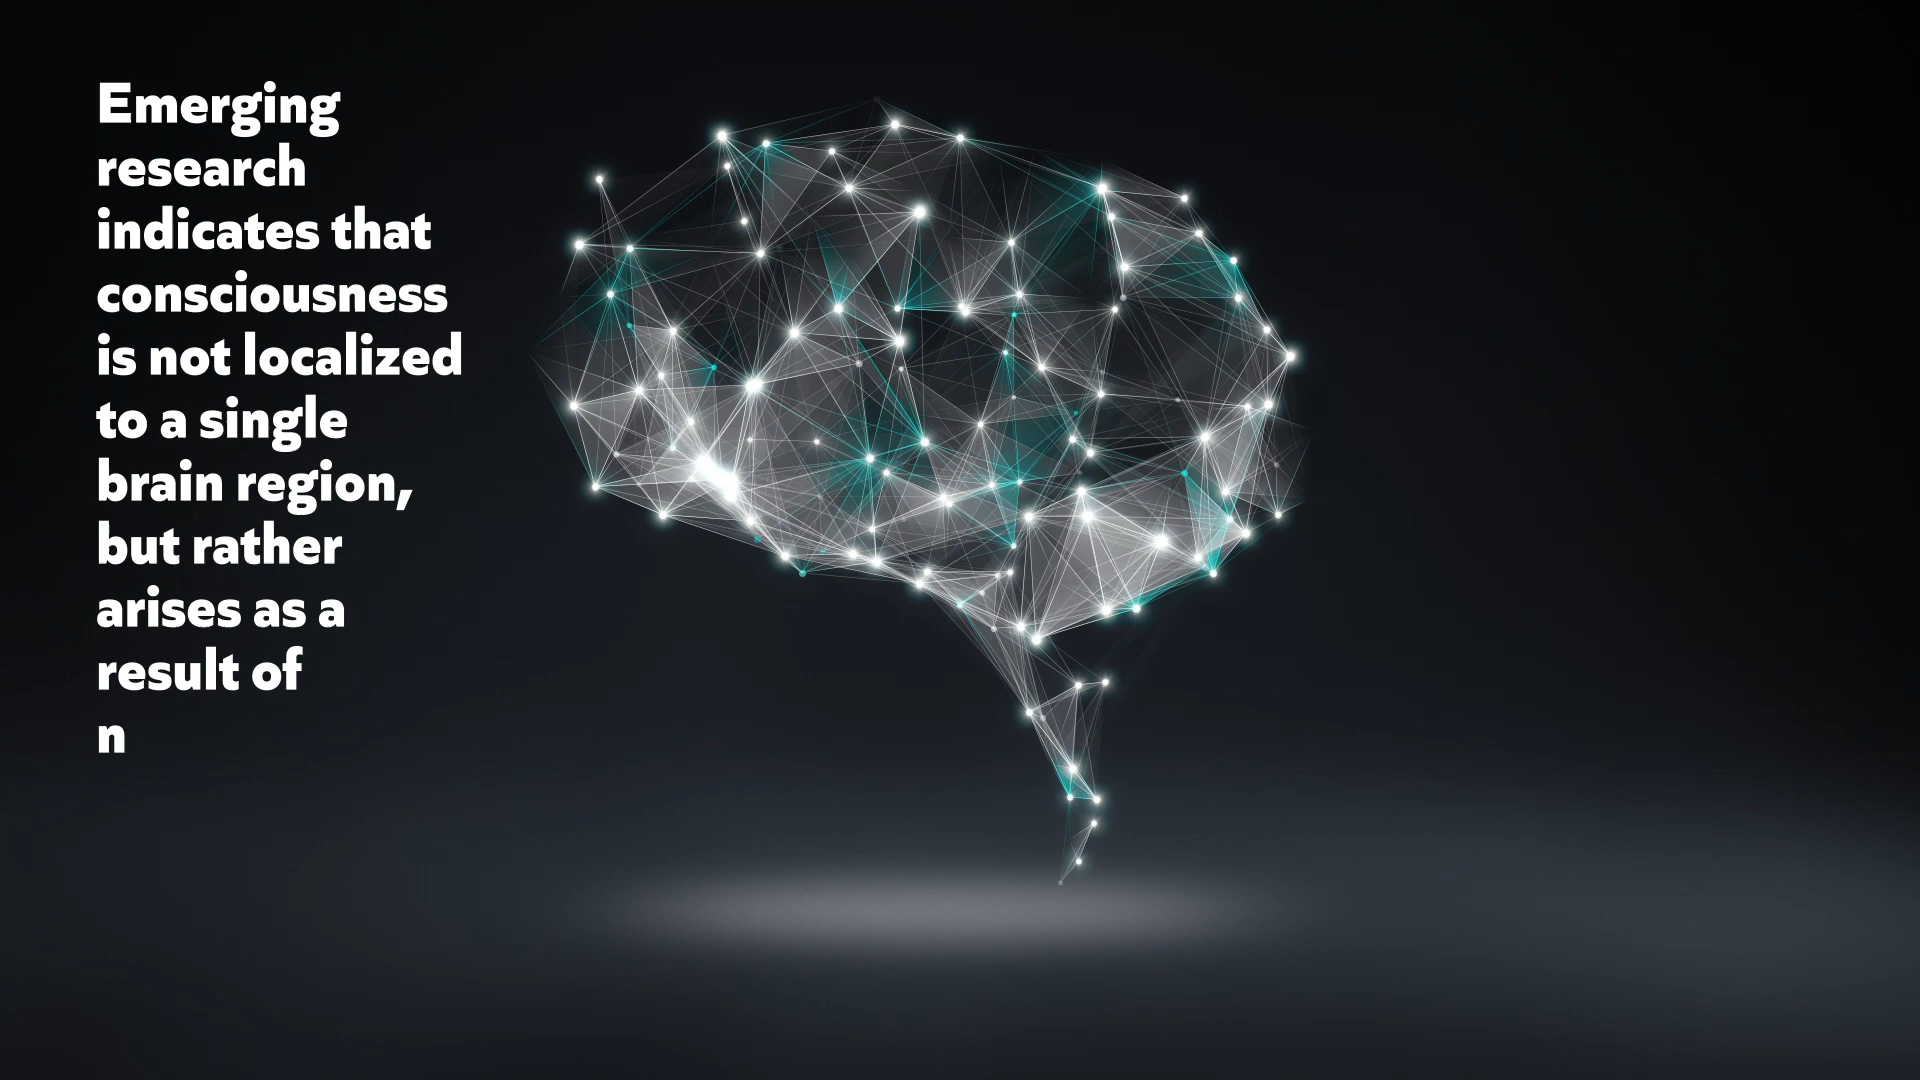 Emerging
research
indicates that
consciousness
is not localized
to a single
brain region,
but rather
arises as a
result of
n